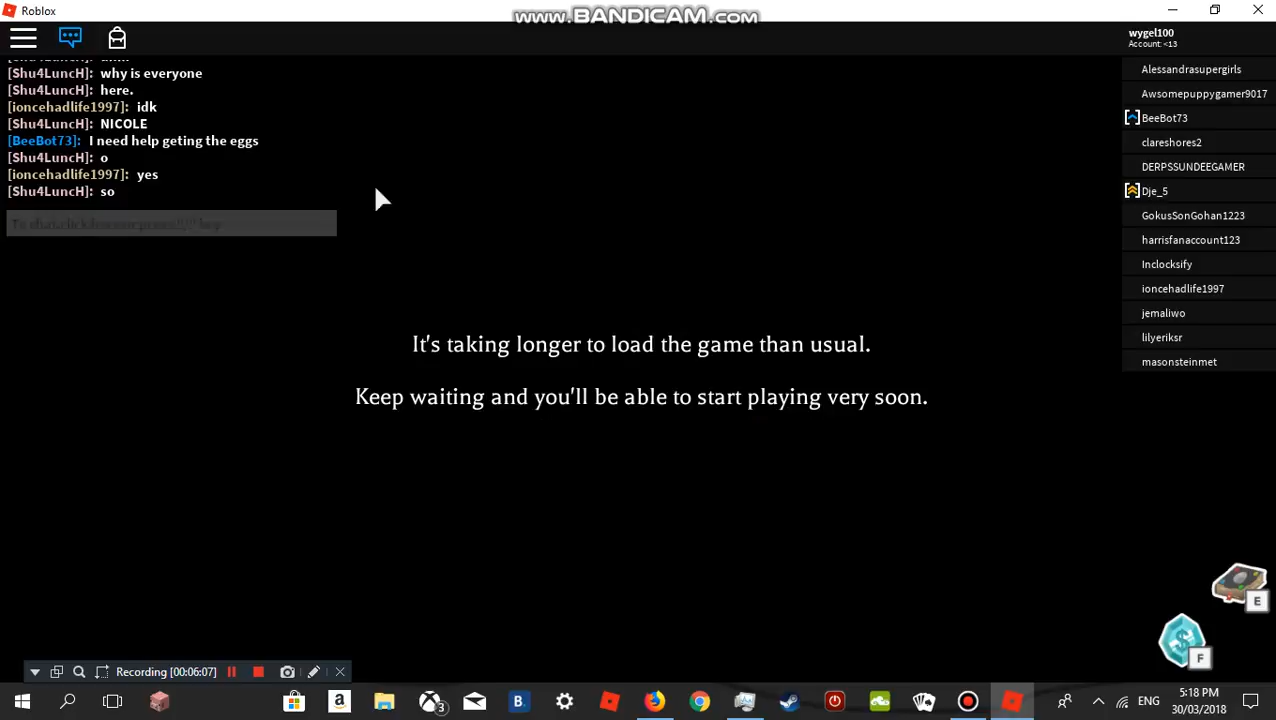 Roblox
www.BANDICAM.com
wygel100
Account: <13
[Shu4LuncH]: why is everyone
[Shu4LuncH]: here.
[ioncehadlife1997]: idk
[Shu4LuncH]: NICOLE
[BeeBot73]: I need help geting the eggs
[Shu4LuncH]: o
[ioncehadlife1997]: yes
[Shu4LuncH]: so
Alessandrasupergirls
Awsomepuppygamer9017
BeeBot73
clareshores2
DERPSSUNDEEGAMER
Dje_5
GokusSonGohan1223
harrisfanaccount123
Inclocksify
ioncehadlife1997
jemaliwo
lilyeriksr
masonsteinmet
It's taking longer to load the game than usual.
Keep waiting and you'll be able to start playing very soon.
E
F
Recording [00:06:07]
a
3
B.
ENG
5:18 PM
30/03/2018